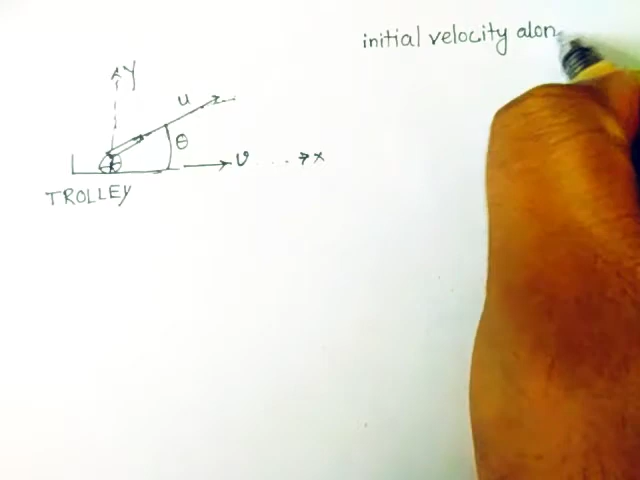 initial velocity alon
Y
u
θ
v
x
TROLLEY